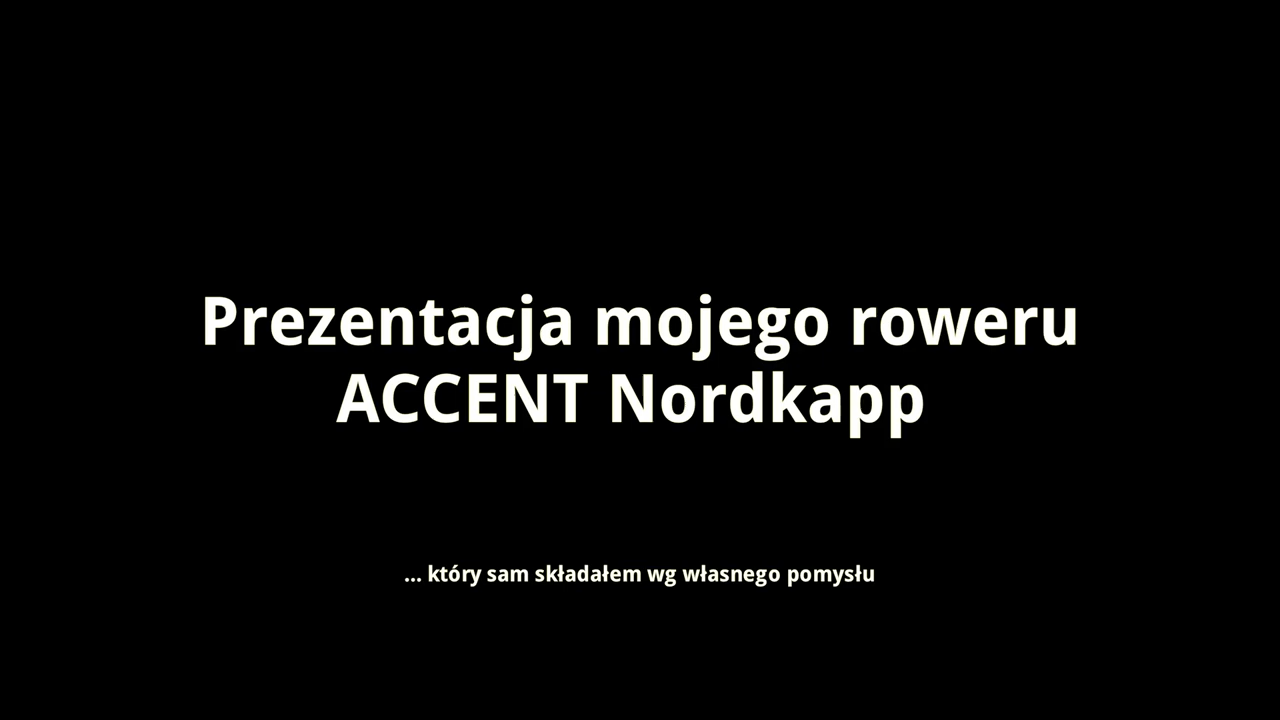 Prezentacja mojego roweru
ACCENT Nordkapp
... który sam składałem wg własnego pomysłu